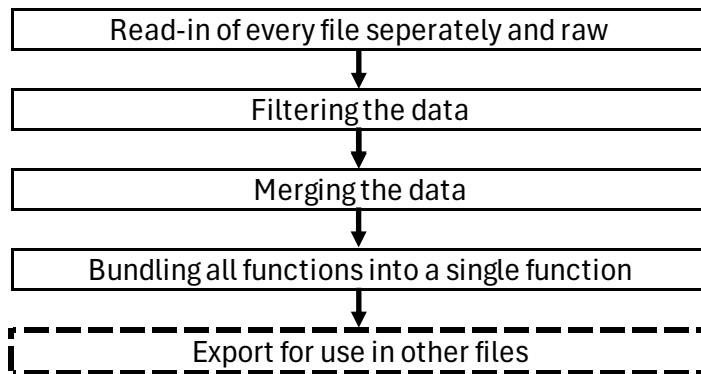 Read-in of every file seperately and raw
Filtering the data
Merging the data
Bundling all functions into a single function
Export for use in other files